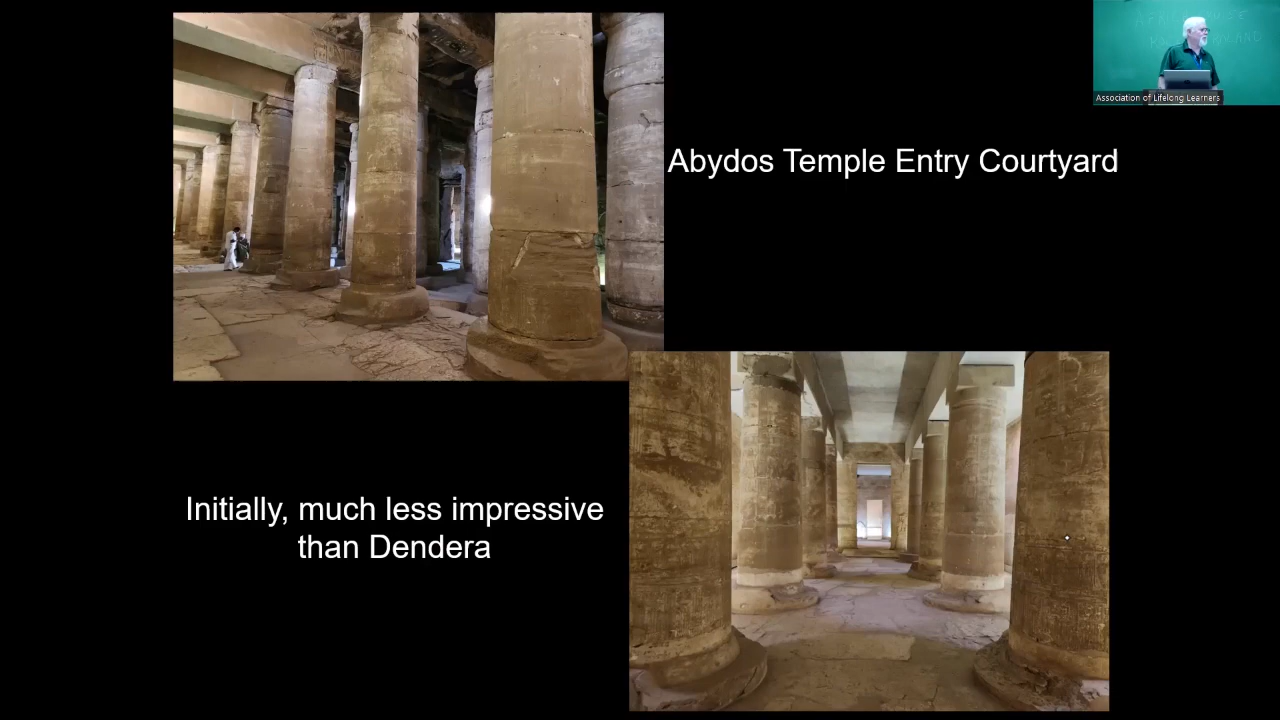 Association of Lifelong Learners
Abydos Temple Entry Courtyard
Initially, much less impressive
than Dendera